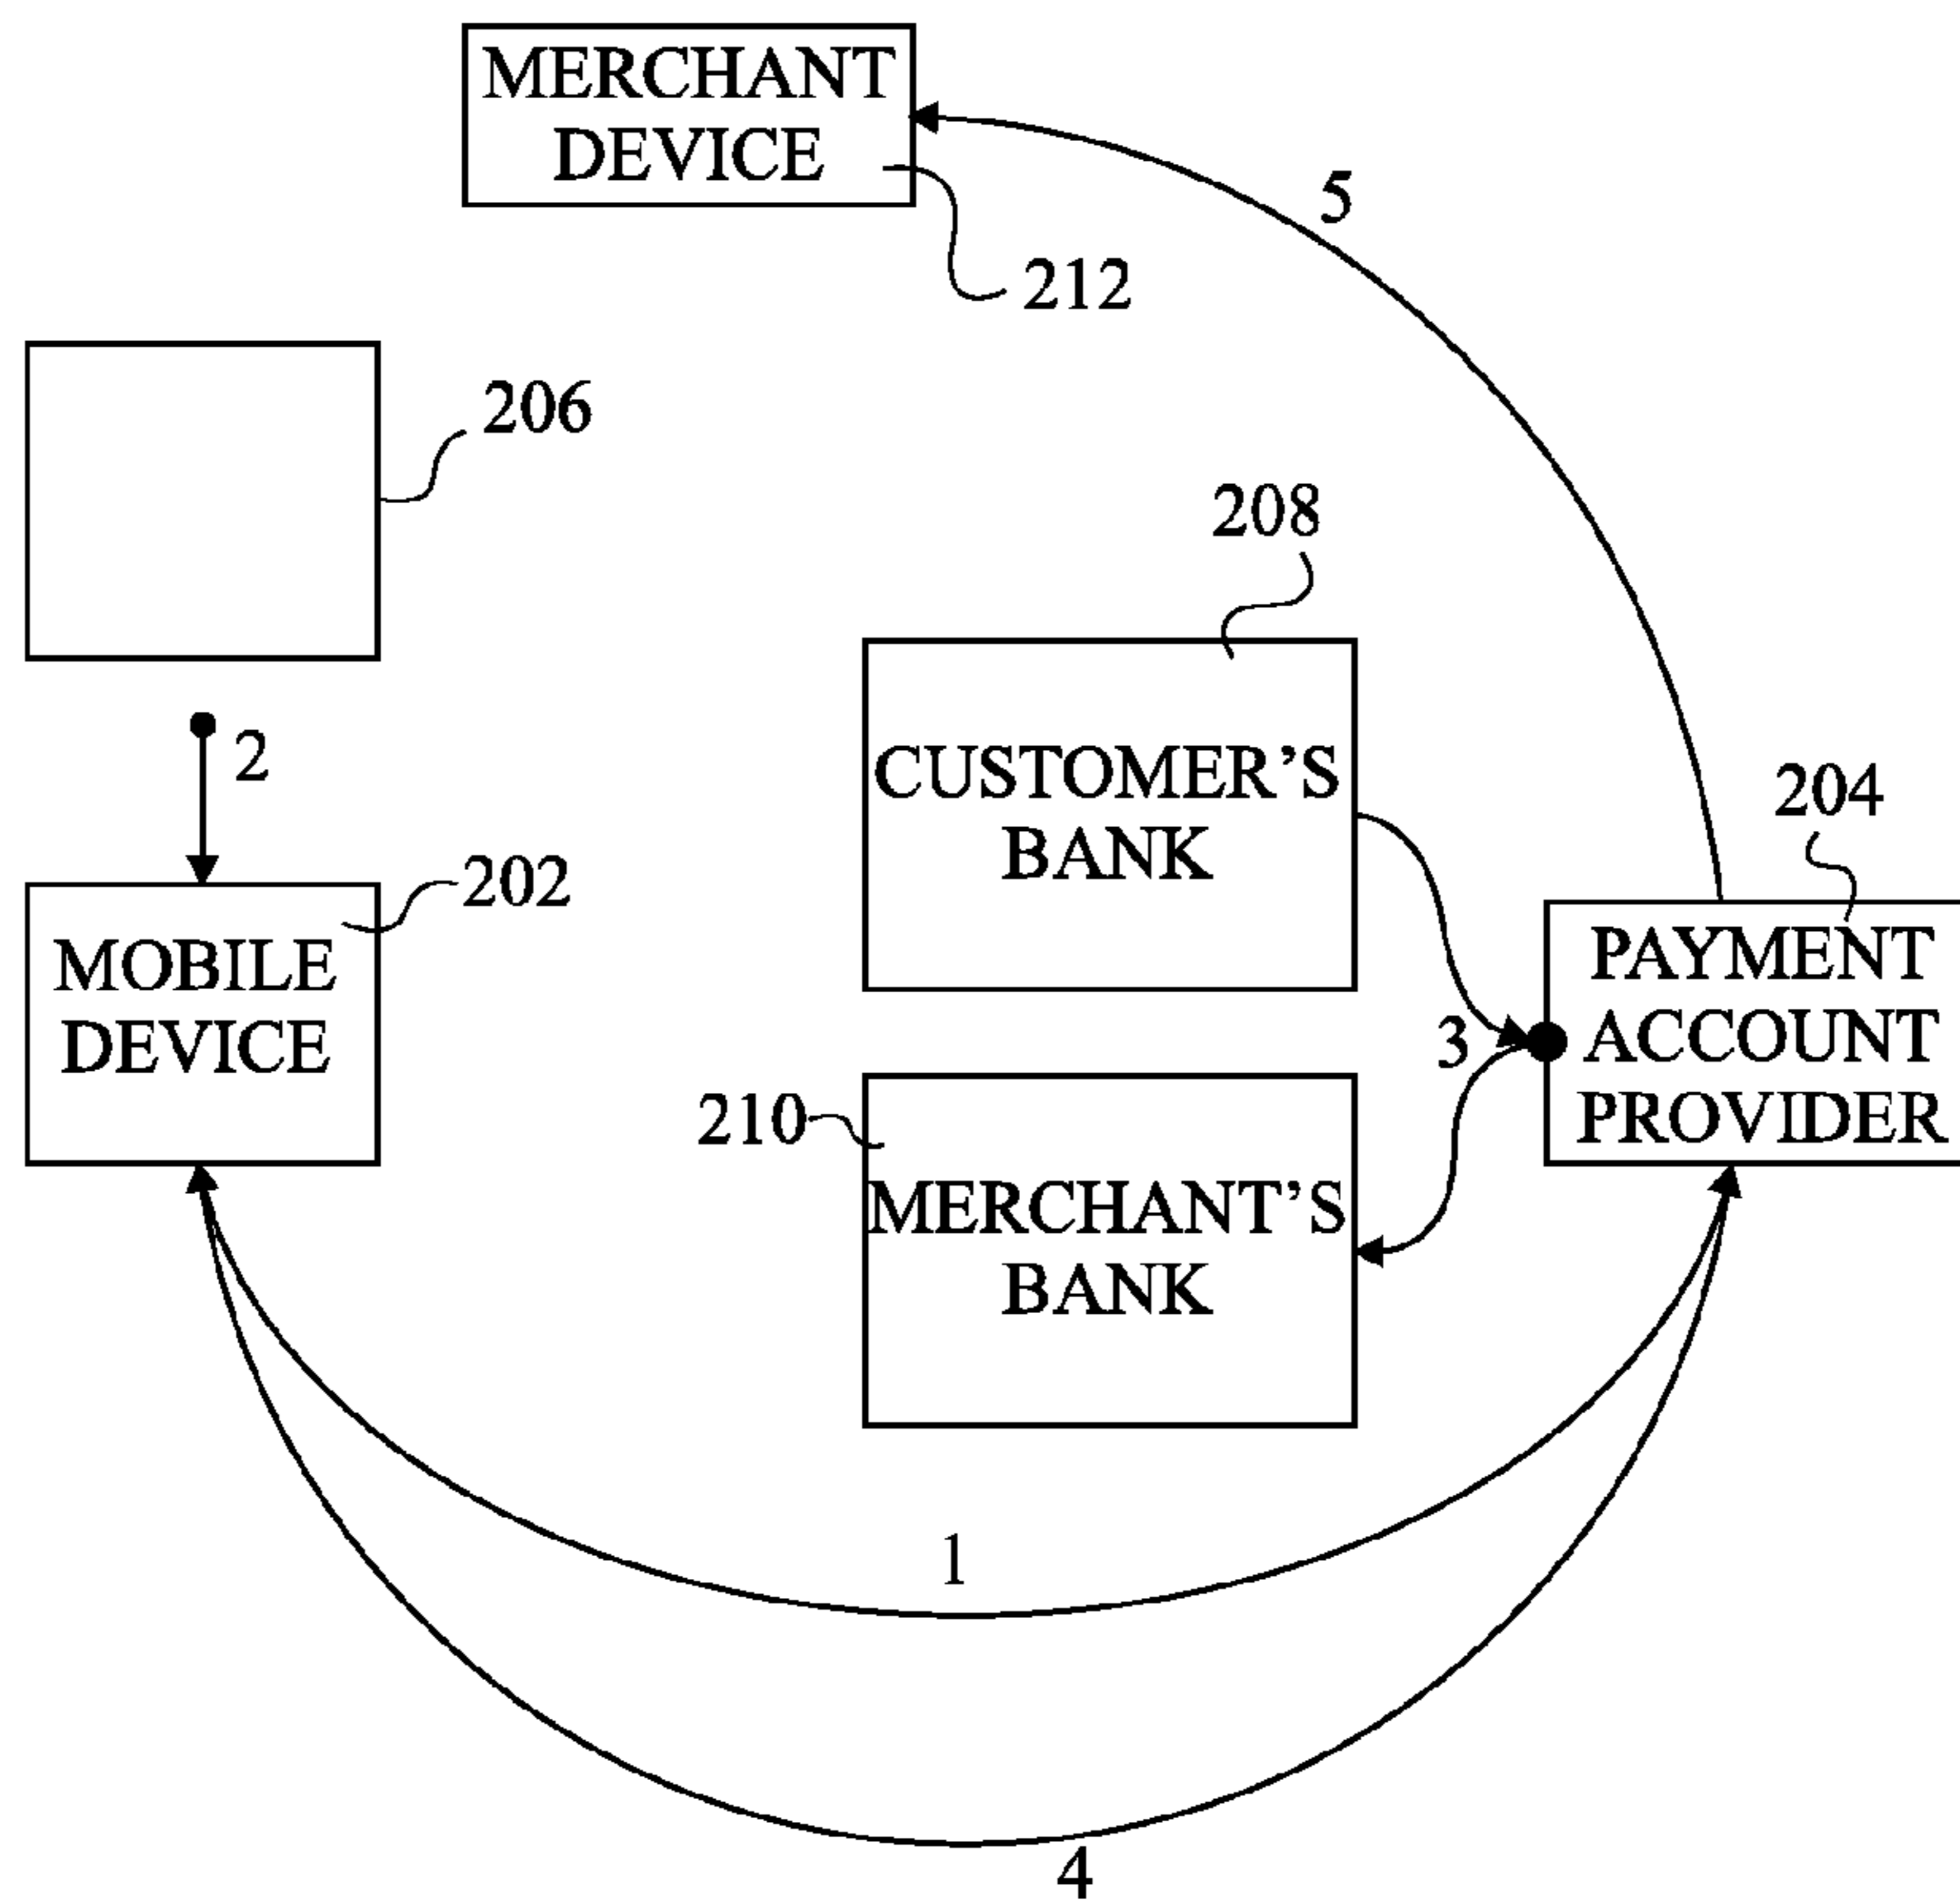 MERCHANT
DEVICE
5
212
206
208
2
CUSTOMER’S
BANK
204
202
MOBILE
DEVICE
PAYMENT
ACCOUNT
PROVIDER
3
210
MERCHANT’S
BANK
1
4